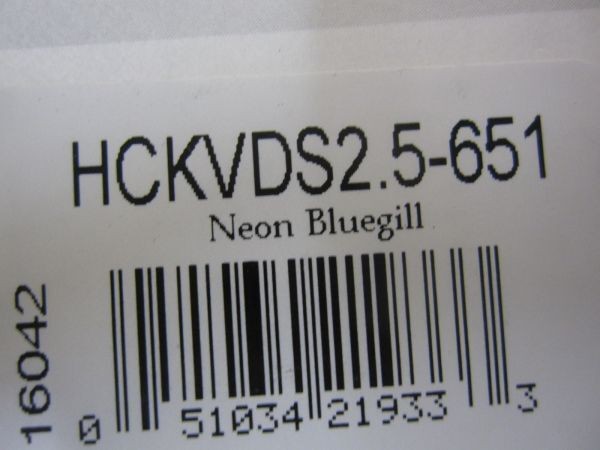 HCKVDS2.5-651
Neon Bluegill
16042
0 51034 21933 3